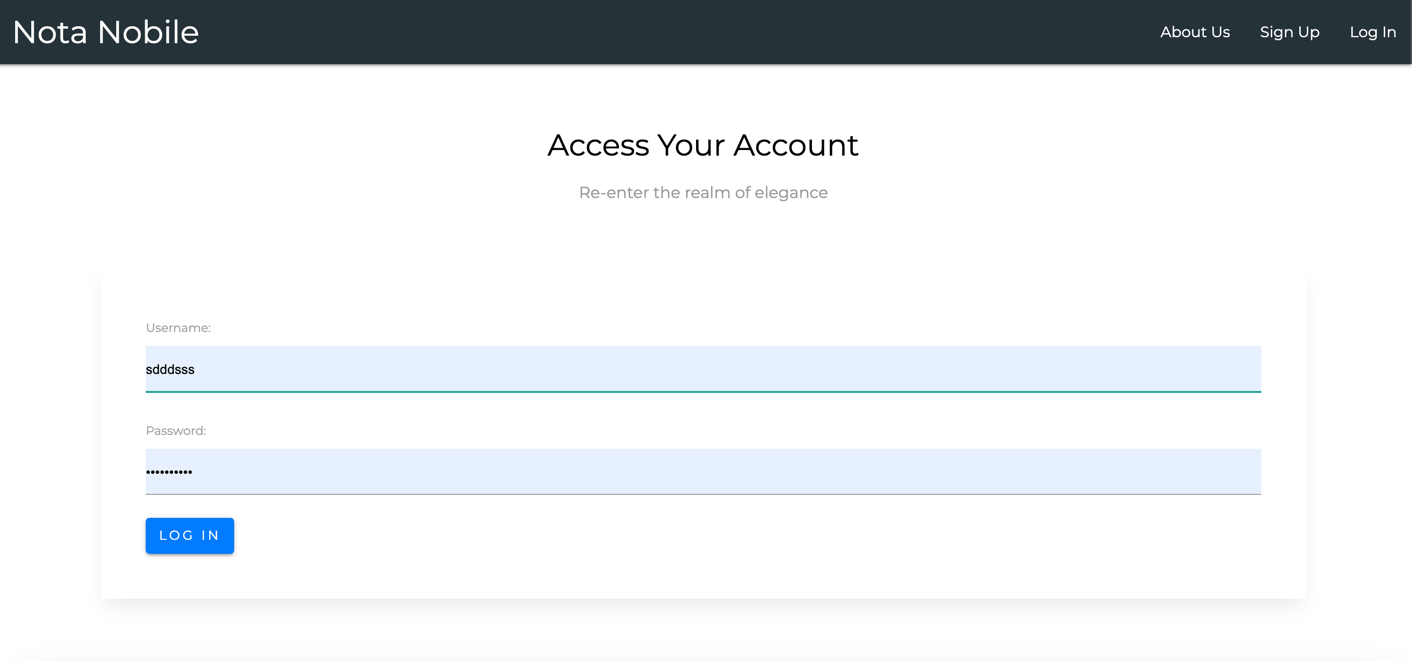 Nota Nobile
About Us Sign Up Log In
Access Your Account
Re-enter the realm of elegance
Username:
sdddsss
Password:
••••••••••
LOG IN